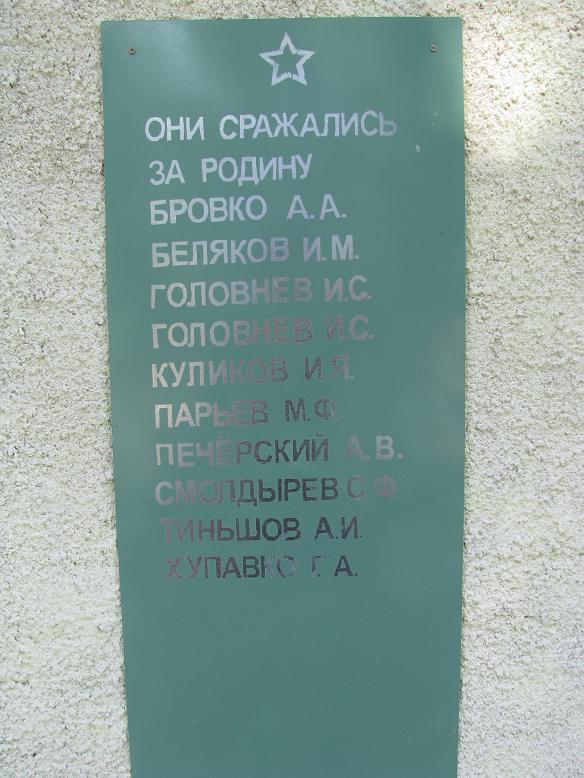 ОНИ СРАЖАЛИСЬ
ЗА РОДИНУ
БРОВКО А.А.
БЕЛЯКОВ И.М.
ГОЛОВНЕВ И.С.
ГОЛОВНЕВ И.С.
КУЛИКОВ И.Я.
ПАРЬЕВ М.Ф.
ПЕЧЁРСКИЙ А.В.
СМОЛДЫРЕВ С.Ф.
ТИНЬШОВ А.И.
ХУПАВКО Г.А.